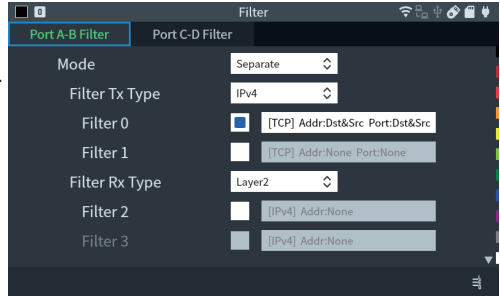 0 Filter
Port A-B Filter Port C-D Filter
Mode Separate
Filter Tx Type IPv4
Filter 0 [TCP] Addr:Dst&Src Port:Dst&Src
Filter 1 [TCP] Addr:None Port:None
Filter Rx Type Layer2
Filter 2 [IPv4] Addr:None
Filter 3 [IPv4] Addr:None